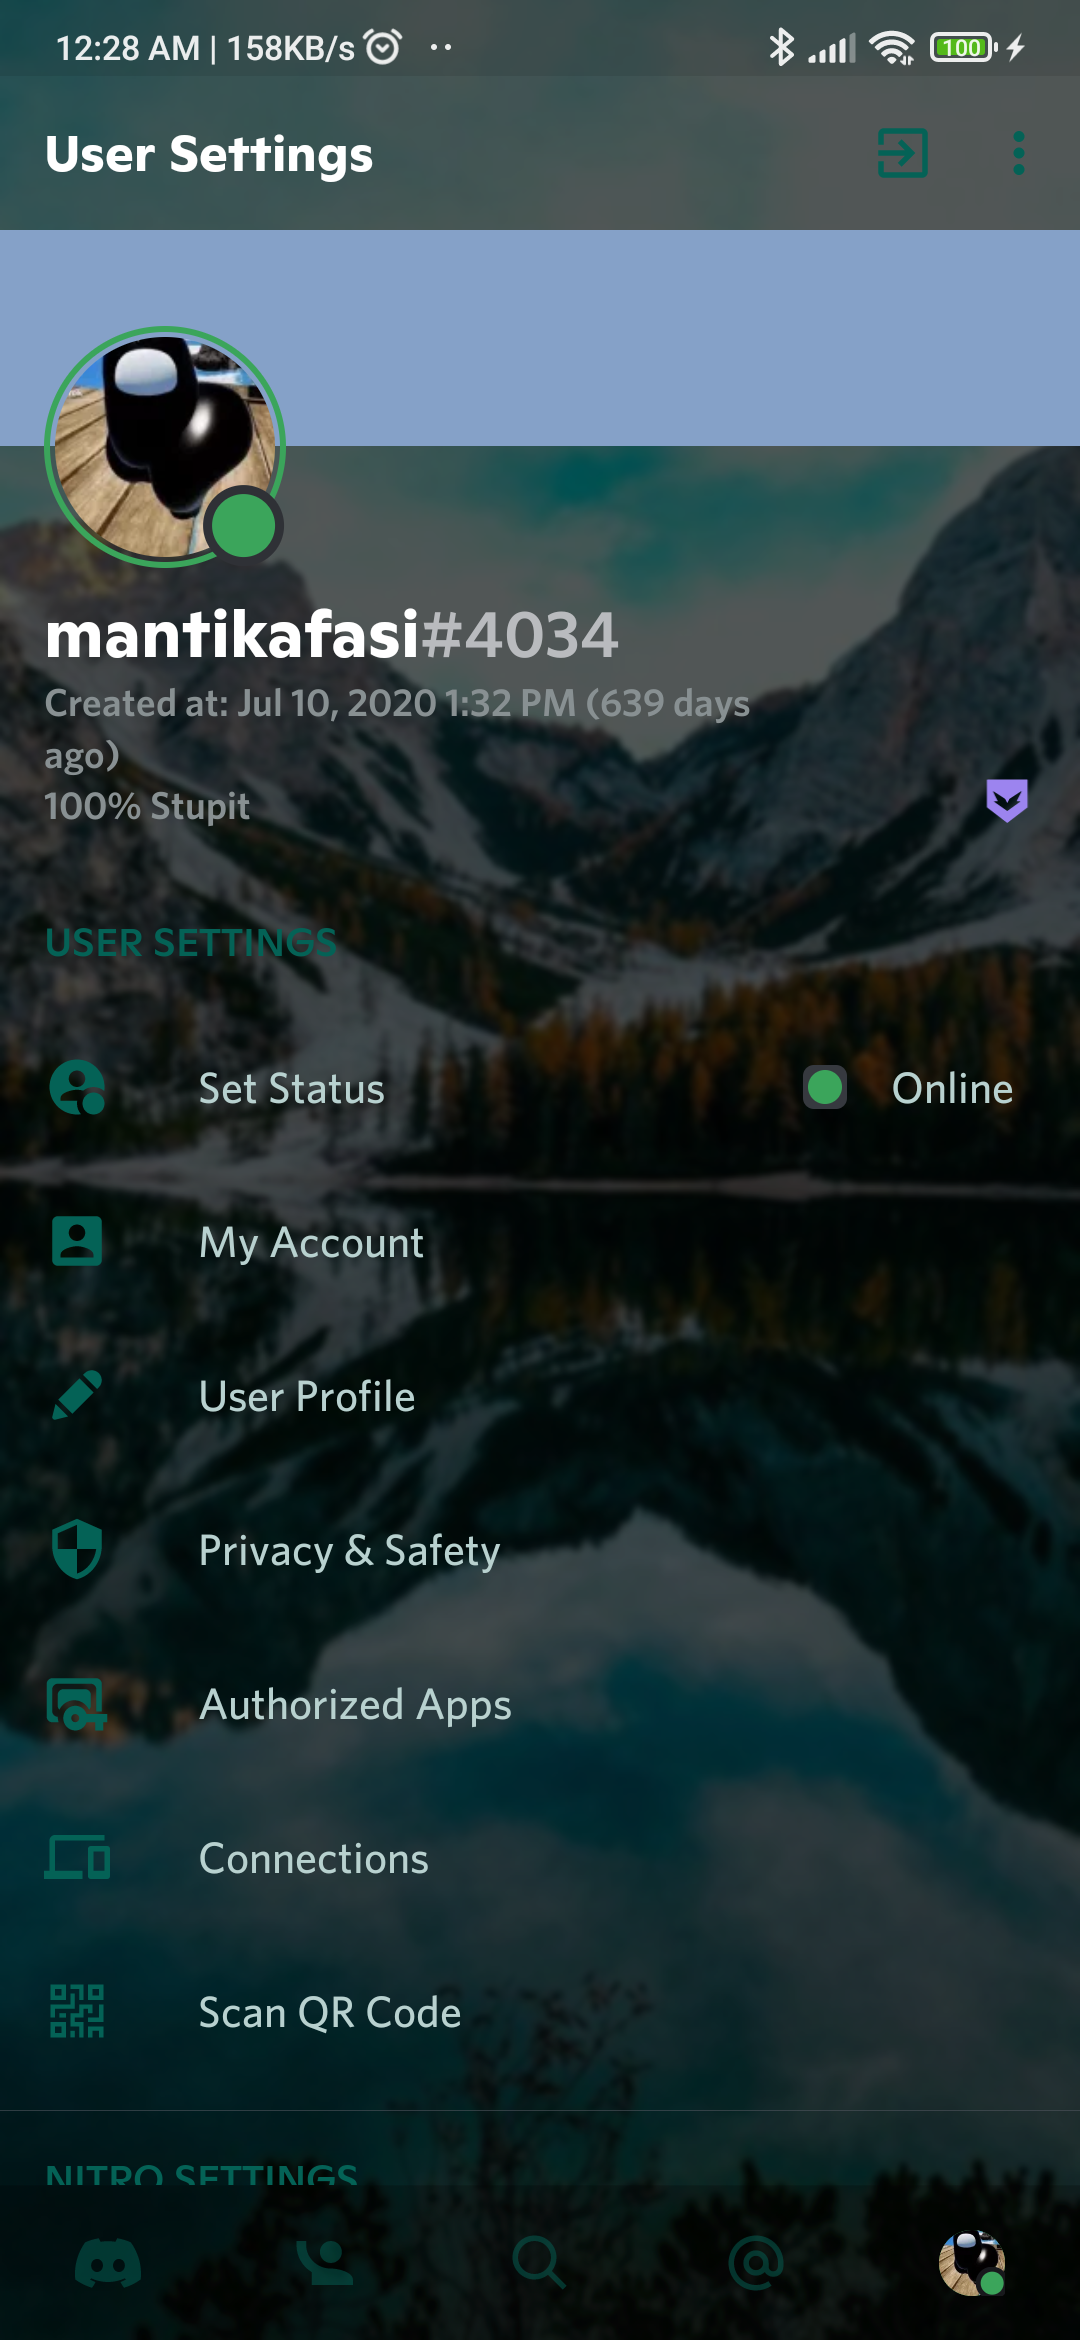 12:28 AM | 158KB/s
100
User Settings
mantikafasi#4034
Created at: Jul 10, 2020 1:32 PM (639 days
ago)
100% Stupit
USER SETTINGS
Set Status
Online
My Account
User Profile
Privacy & Safety
Authorized Apps
Connections
Scan QR Code
NITRO SETTINGS